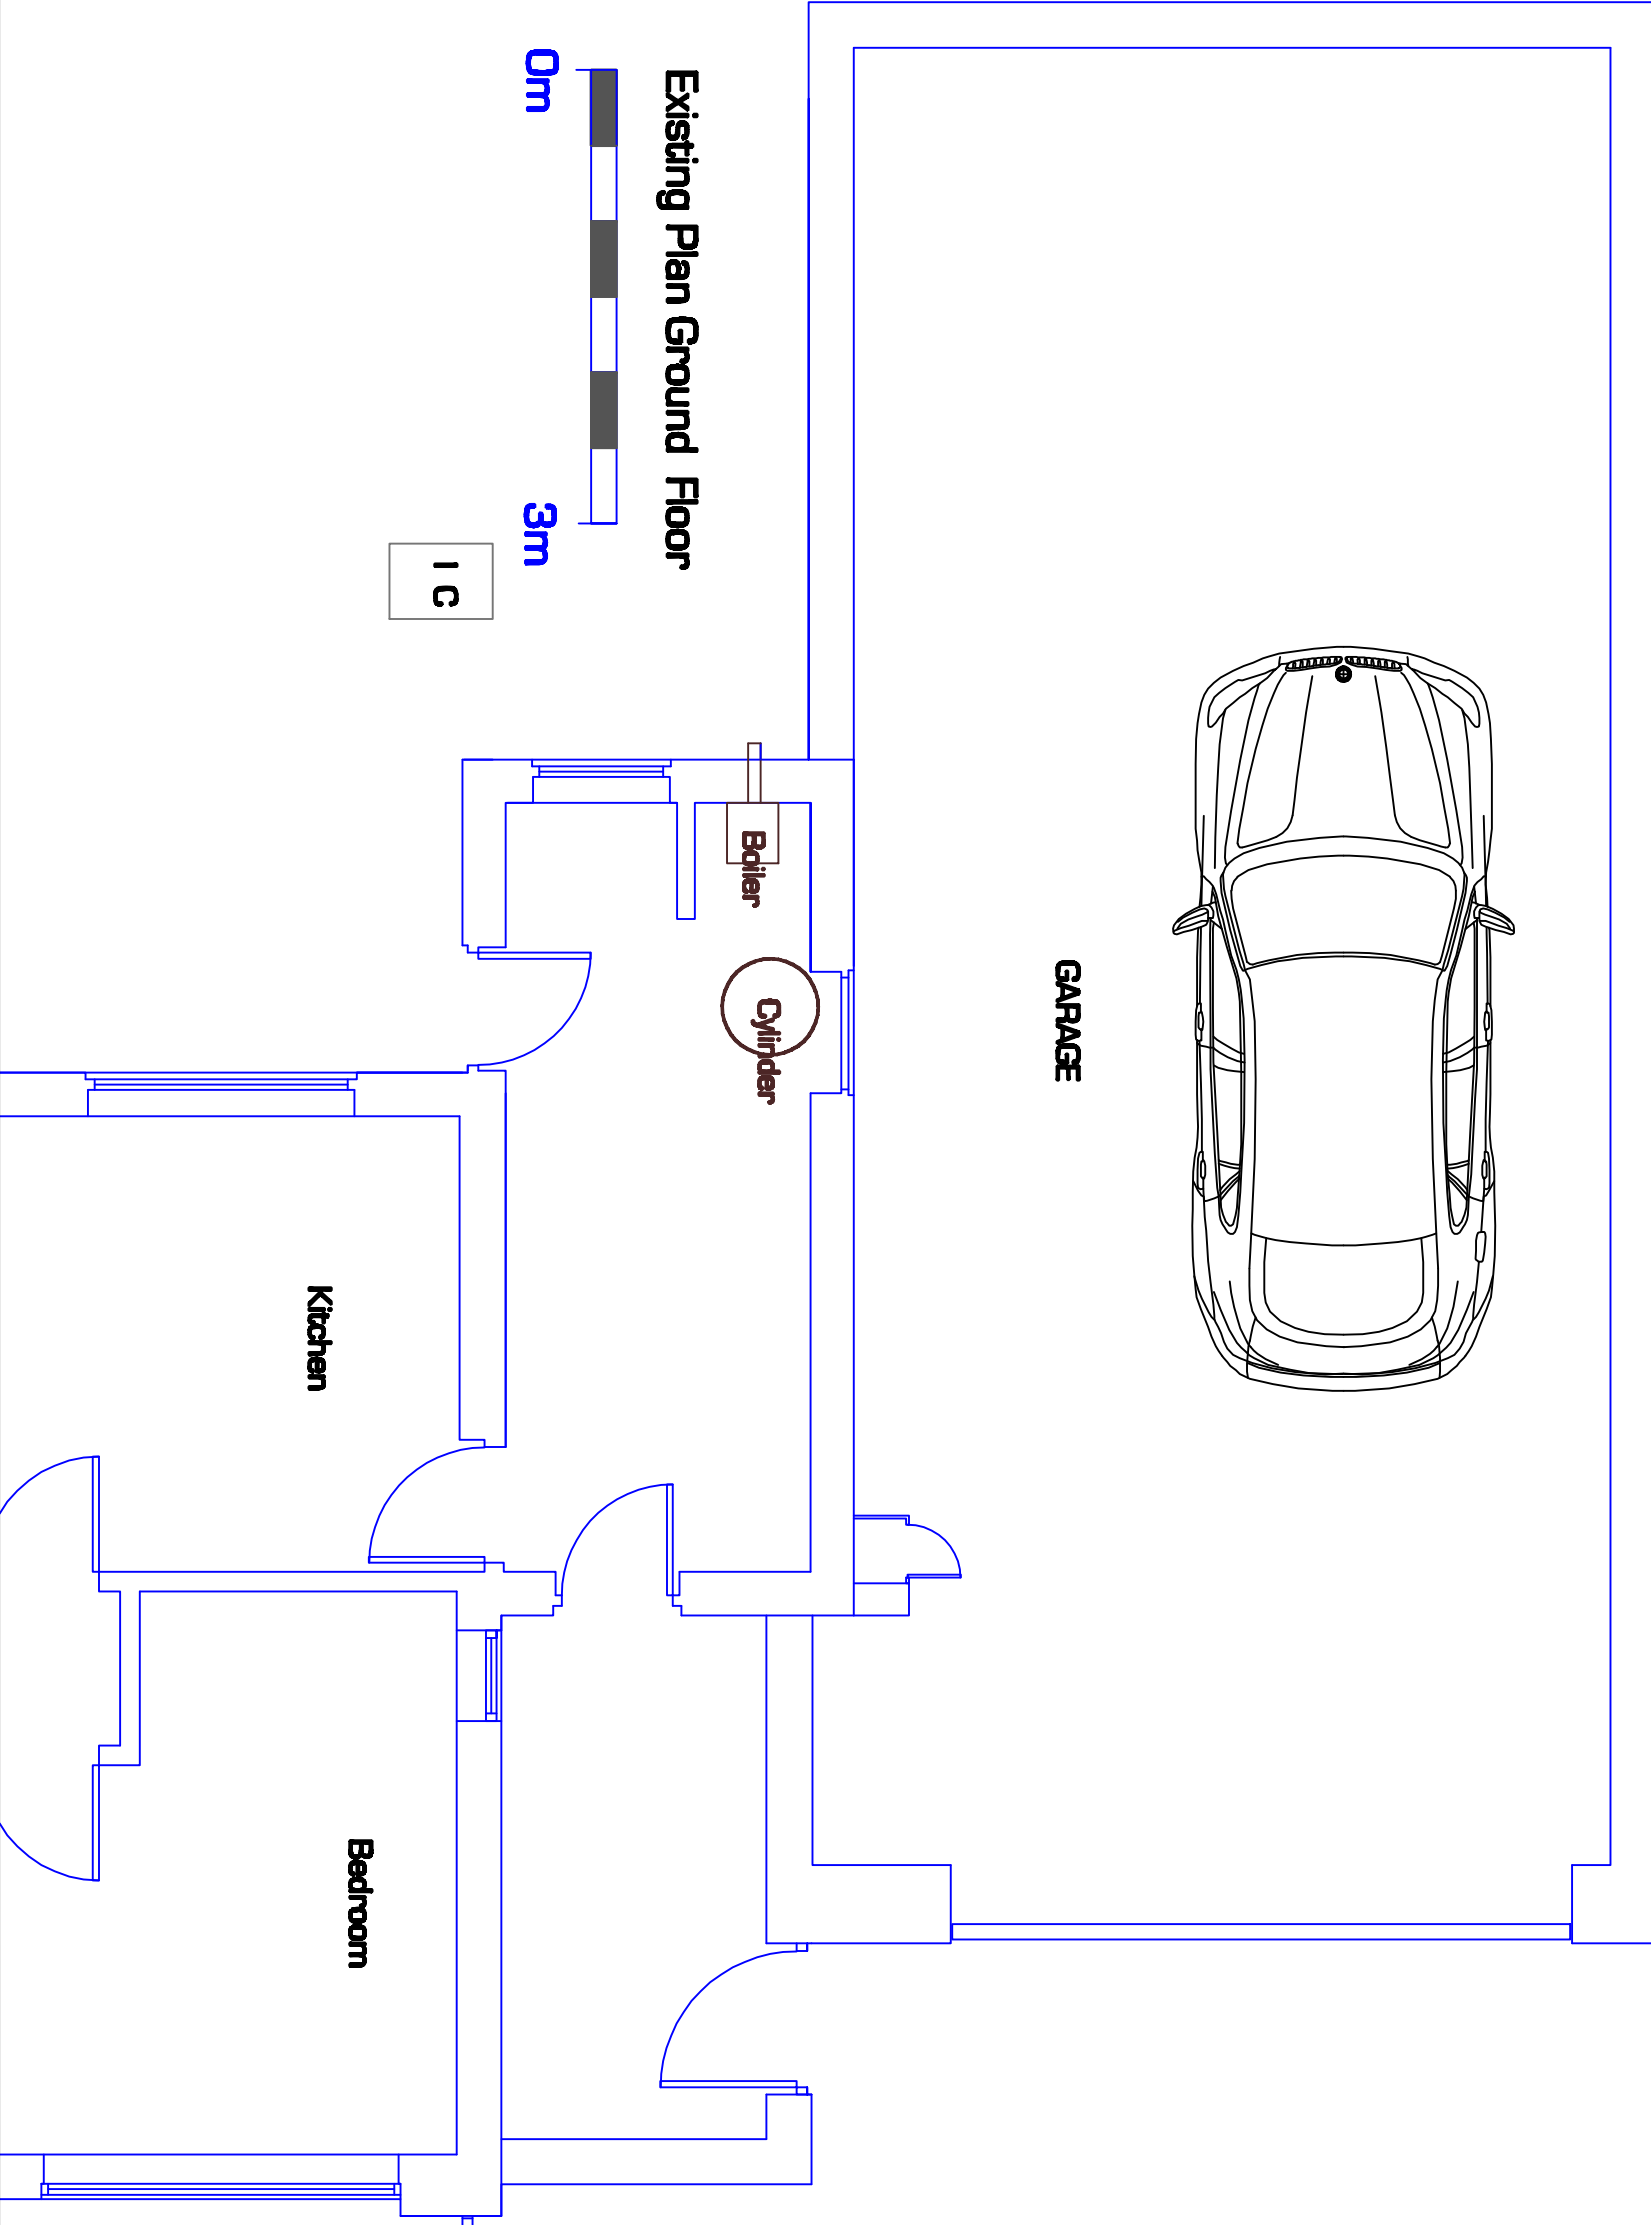 Existing Plan Ground Floor
0m
3m
I C
GARAGE
Boiler
Cylinder
Kitchen
Bedroom